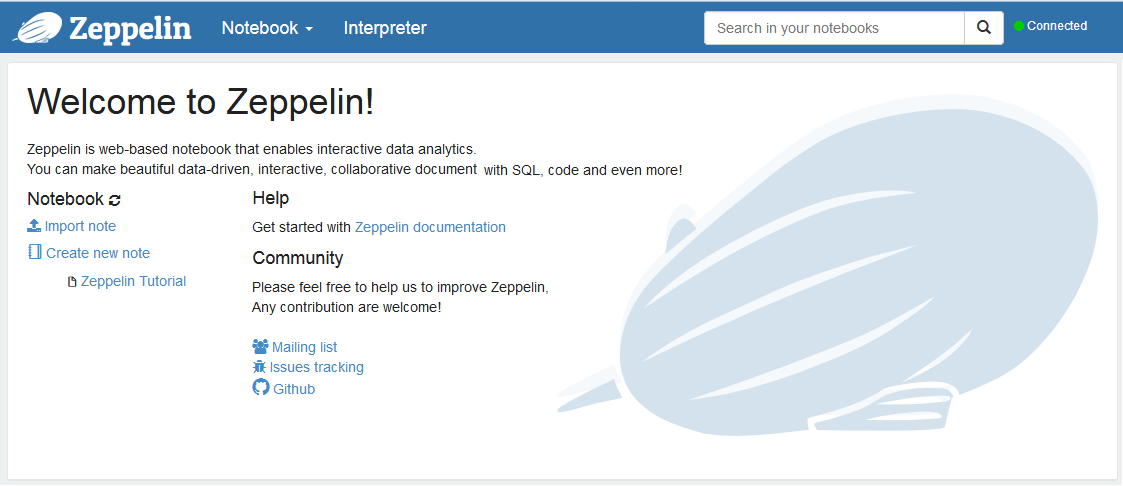 Zeppelin Notebook Interpreter Search in your notebooks Connected
Welcome to Zeppelin!
Zeppelin is web-based notebook that enables interactive data analytics.
You can make beautiful data-driven, interactive, collaborative document with SQL, code and even more!
Notebook
Import note
Create new note
Zeppelin Tutorial
Help
Get started with Zeppelin documentation
Community
Please feel free to help us to improve Zeppelin,
Any contribution are welcome!
Mailing list
Issues tracking
Github